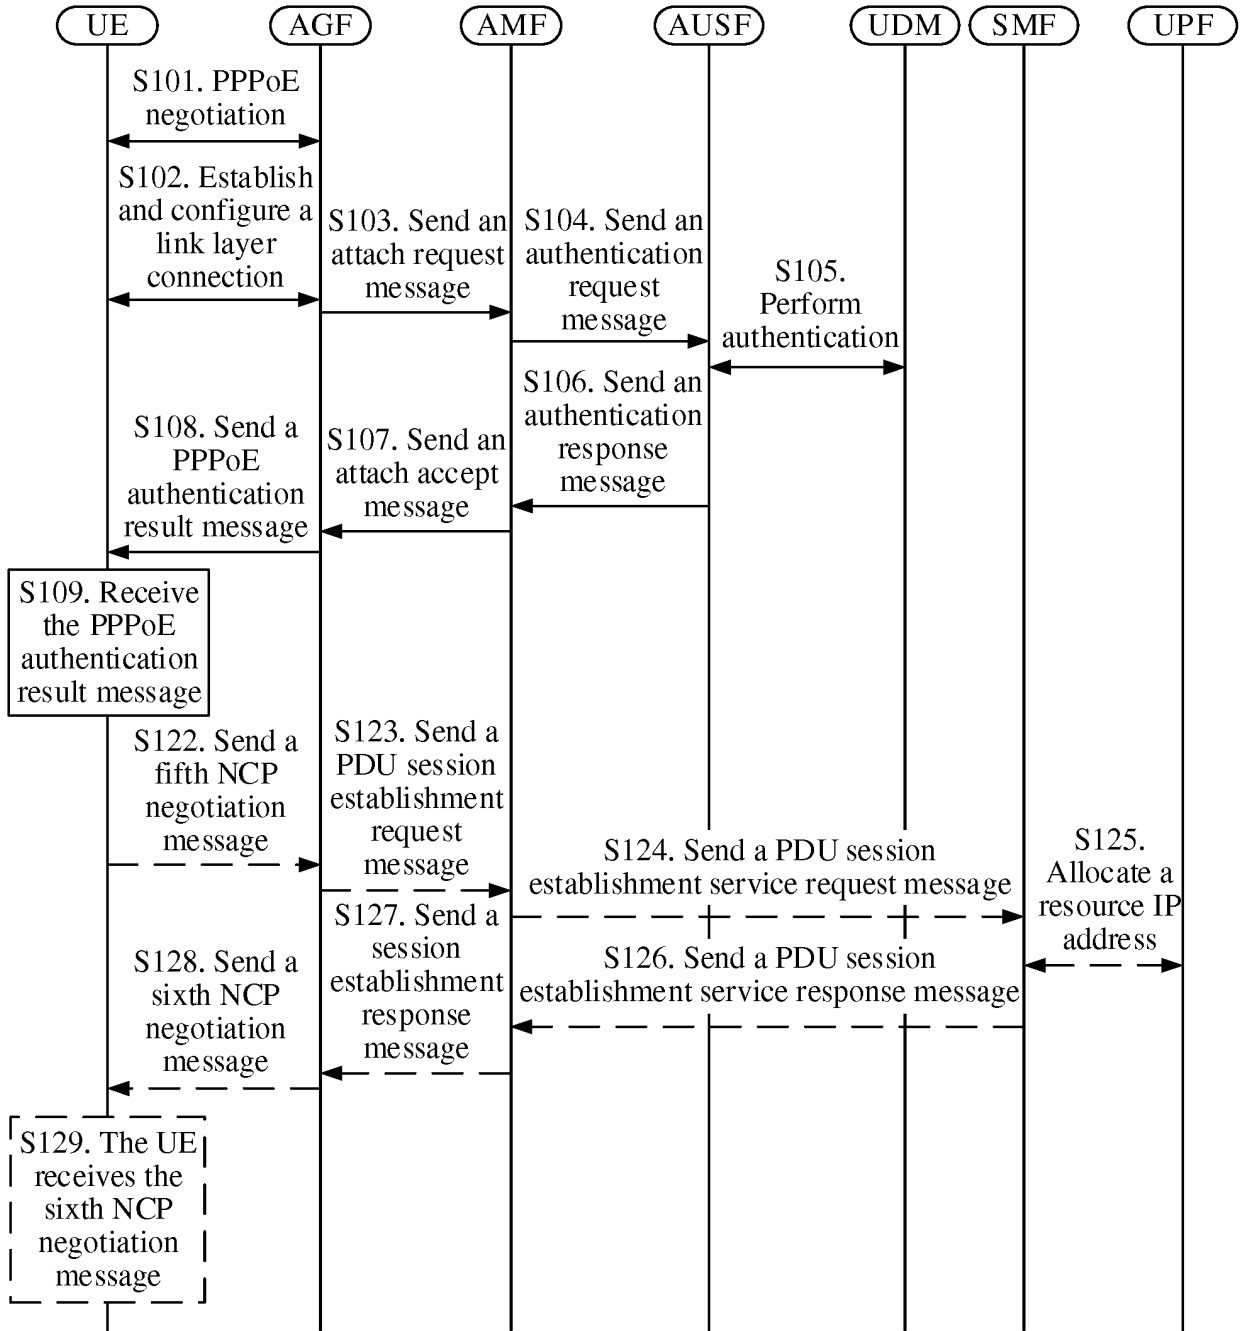 UE
AGF
AMF
AUSF
UDM
SMF
UPF
S101. PPPoE
negotiation
S102. Establish
and configure a
link layer
connection
S103. Send an
attach request
message
S104. Send an
authentication
request
message
S105.
Perform
authentication
S106. Send an
authentication
response
message
S107. Send an
attach accept
message
S108. Send a
PPPoE
authentication
result message
S109. Receive
the PPPoE
authentication
result message
S122. Send a
fifth NCP
negotiation
message
S123. Send a
PDU session
establishment
request
message
S124. Send a PDU session
establishment service request message
S125.
Allocate a
resource IP
address
S126. Send a PDU session
establishment service response message
S127. Send a
session
establishment
response
message
S128. Send a
sixth NCP
negotiation
message
S129. The UE
receives the
sixth NCP
negotiation
message